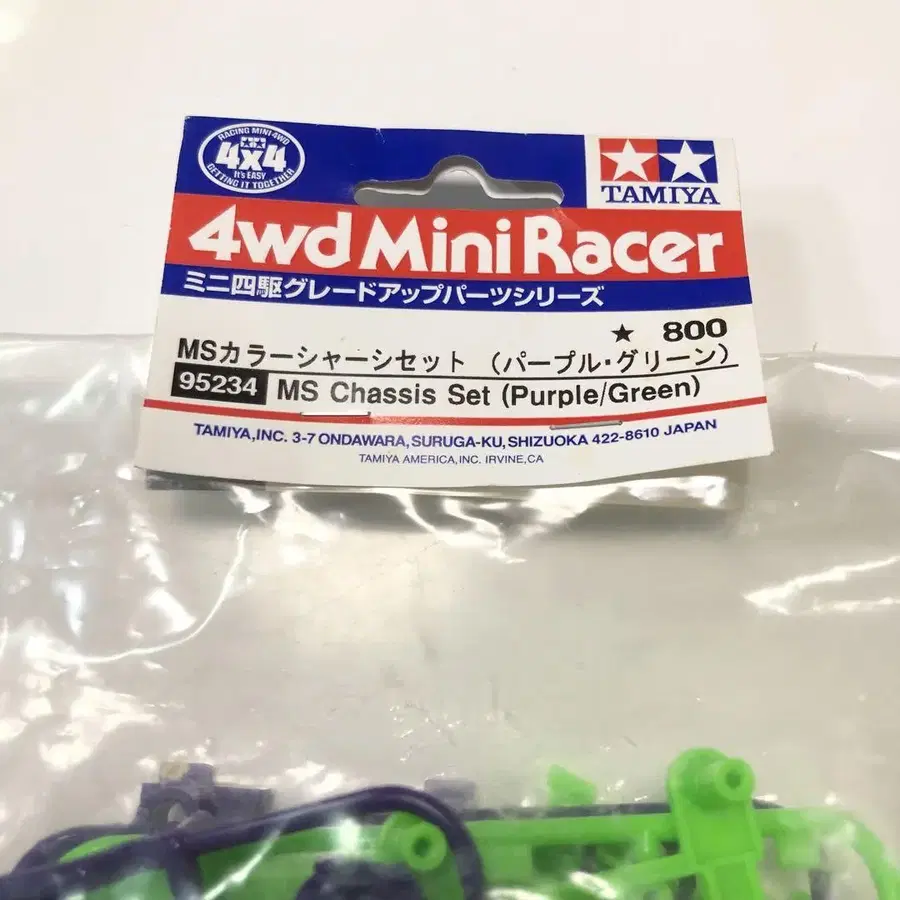 RACING MINI 4WD
4x4
It's EASY
GETTING IT TOGETHER
TAMIYA
4wd Mini Racer
ミニ四駆グレードアップパーツシリーズ
★ 800
MSカラーシャーシセット (パープル・グリーン)
95234 MS Chassis Set (Purple/Green)
TAMIYA,INC. 3-7 ONDAWARA, SURUGA-KU, SHIZUOKA 422-8610 JAPAN
TAMIYA AMERICA,INC. IRVINE,CA